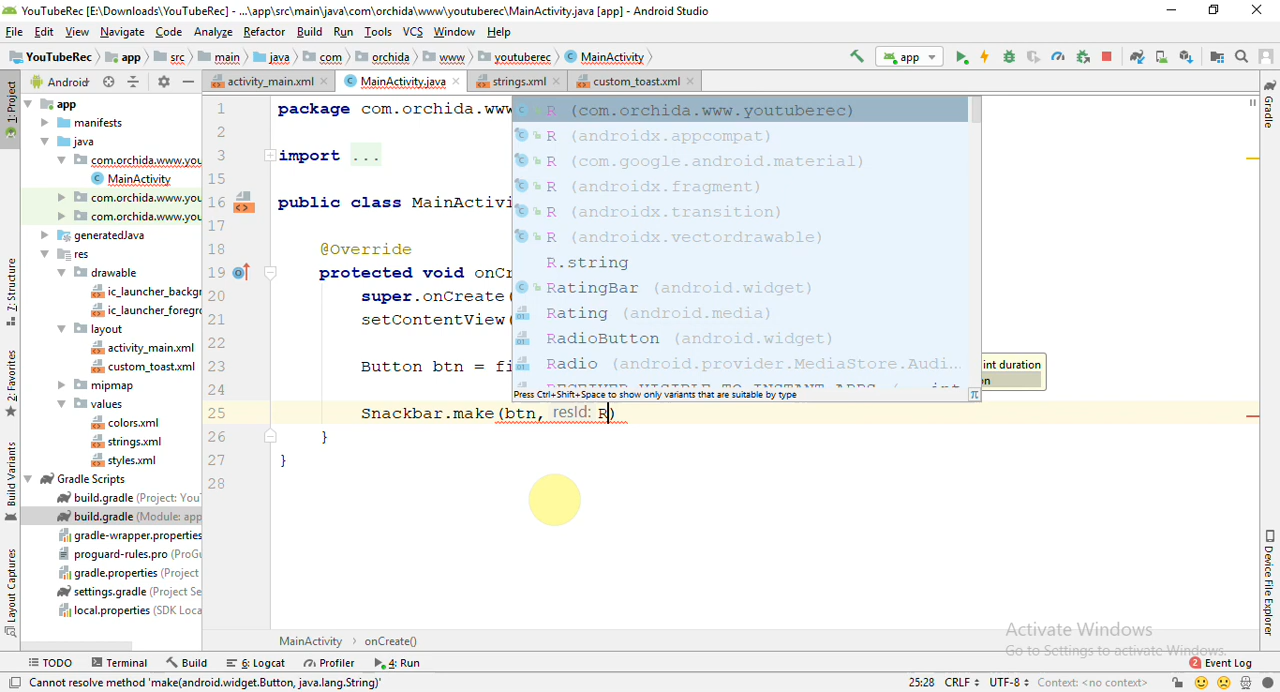 YouTubeRec [E:\Downloads\YouTubeRec] - ...\app\src\main\java\com\orchida\www\youtuberec\MainActivity.java [app] - Android Studio
File Edit View Navigate Code Analyze Refactor Build Run Tools VCS Window Help
YouTubeRec app src main java com orchida www youtuberec MainActivity app
Android activity_main.xml MainActivity.java strings.xml custom_toast.xml
1: Project
Z: Structure
2: Favorites
Build Variants
Layout Captures
app
manifests
java
com.orchida.www.you
MainActivity
com.orchida.www.you
com.orchida.www.you
generatedJava
res
drawable
ic_launcher_backgr
ic_launcher_foregro
layout
activity_main.xml
custom_toast.xml
mipmap
values
colors.xml
strings.xml
styles.xml
Gradle Scripts
build.gradle (Project: You
build.gradle (Module: app
gradle-wrapper.properties
proguard-rules.pro (ProG
gradle.properties (Project
settings.gradle (Project Se
local.properties (SDK Loca
1 package com.orchida.www
2
3 import ...
15
16 public class MainActivi
17
18 @Override
19 protected void onCr
20 super.onCreate(
21 setContentView(
22
23 Button btn = fi
24
25 Snackbar.make(btn, resId: R)
26 }
27 }
28
R (com.orchida.www.youtuberec)
R (androidx.appcompat)
R (com.google.android.material)
R (androidx.fragment)
R (androidx.transition)
R (androidx.vectordrawable)
R.string
RatingBar (android.widget)
Rating (android.media)
RadioButton (android.widget)
Radio (android.provider.MediaStore.Audi...
Press Ctrl+Shift+Space to show only variants that are suitable by type
π
int duration
on
Gradle
Device File Explorer
MainActivity onCreate()
Activate Windows
Go to Settings to activate Windows.
TODO Terminal Build 6: Logcat Profiler 4: Run 2 Event Log
Cannot resolve method 'make(android.widget.Button, java.lang.String)' 25:28 CRLF UTF-8 Context: <no context>